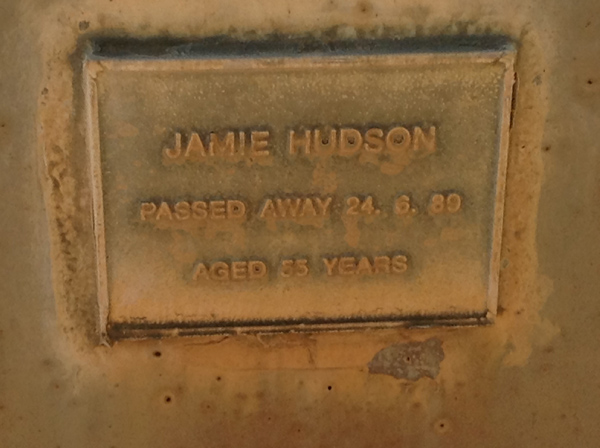 JAMIE HUDSON
PASSED AWAY 24. 6. 89
AGED 55 YEARS